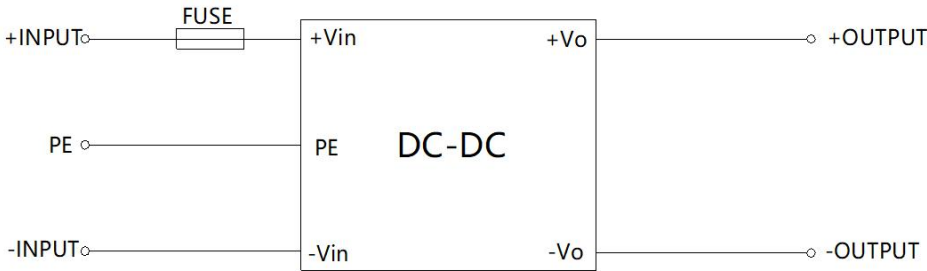 FUSE
+INPUT
+Vin
+Vo
+OUTPUT
PE
PE
DC-DC
-INPUT
-Vin
-Vo
-OUTPUT